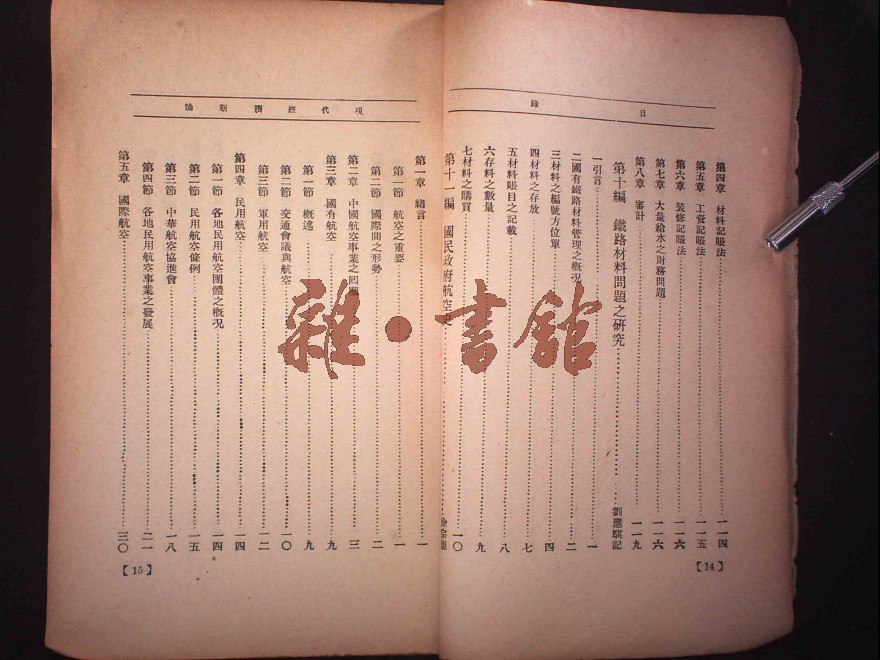 目錄
第四章 材料記賬法 一一四
第五章 工資記賬法 一一五
第六章 裝修記賬法 一一六
第七章 大量給水之財務問題 一一六
第八章 審計 一一九
第十編 鐵路材料問題之研究 劉應騏記
一引言 一
二國有鐵路材料管理之概況 二
三材料之編號方位單 四
四材料之存放 七
五材料賬目之記載 八
六存料之數量 九
七材料之購買 一〇
第十一編 國民政府航空
【14】
現代經濟新論
第一章 緒言 一
第一節 航空之重要 一
第二節 國際間之形勢 二
第二章 中國航空事業之回 三
第三章 國有航空 九
第一節 概述 九
第二節 交通會議與航空 一〇
第三節 軍用航空 一二
第四章 民用航空 一四
第一節 各地民用航空團體之概況 一四
第二節 民用航空條例 一五
第三節 中華航空協進會 一八
第四節 各地民用航空事業之發展 二一
第五章 國際航空 三〇
【15】
雜·書館